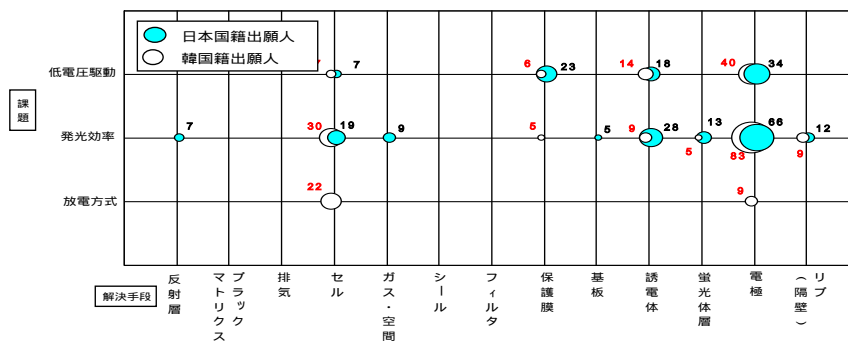 日本国籍出願人
韓国籍出願人
課題
低電圧駆動
7
7
6
23
14
18
40
34
発光効率
7
30
19
9
5
5
9
28
5
13
83
66
9
12
放電方式
22
9
解決手段
反射層
ブラック
マトリクス
排気
セル
ガス・空間
シール
フィルタ
保護膜
基板
誘電体
蛍光体層
電極
リブ
（隔壁）